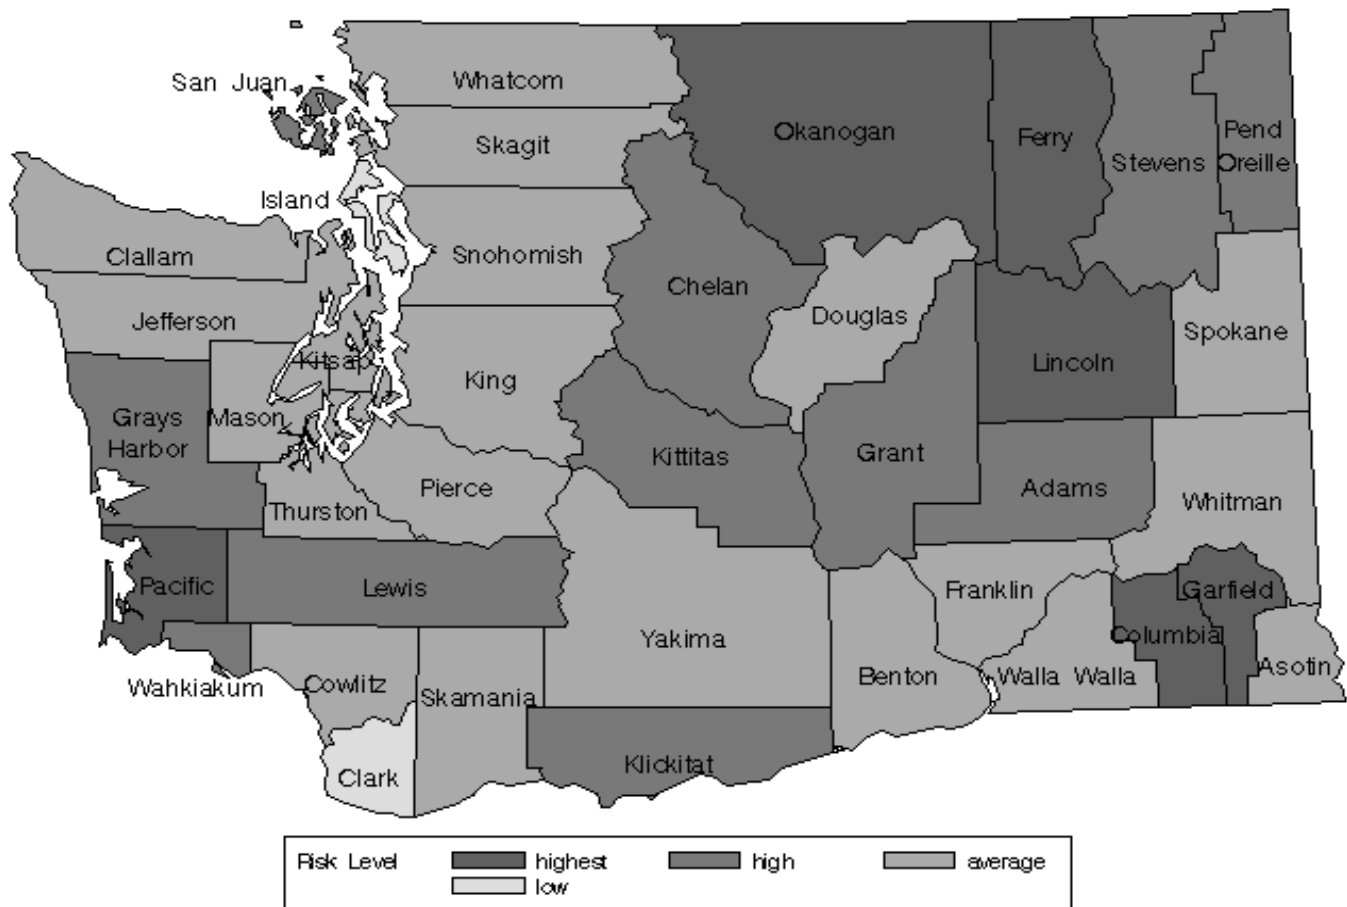 San Juan
Whatcom
Okanogan
Ferry
Pend
Oreille
Stevens
Skagit
Island
Clallam
Snohomish
Chelan
Jefferson
Douglas
Spokane
Kitsap
King
Lincoln
Grays
Harbor
Mason
Kittitas
Grant
Adams
Pierce
Whitman
Thurston
Pacific
Lewis
Franklin
Garfield
Yakima
Columbia
Wahkiakum
Cowlitz
Skamania
Benton
Walla Walla
Asotin
Clark
Klickitat
Risk Level highest high average
low